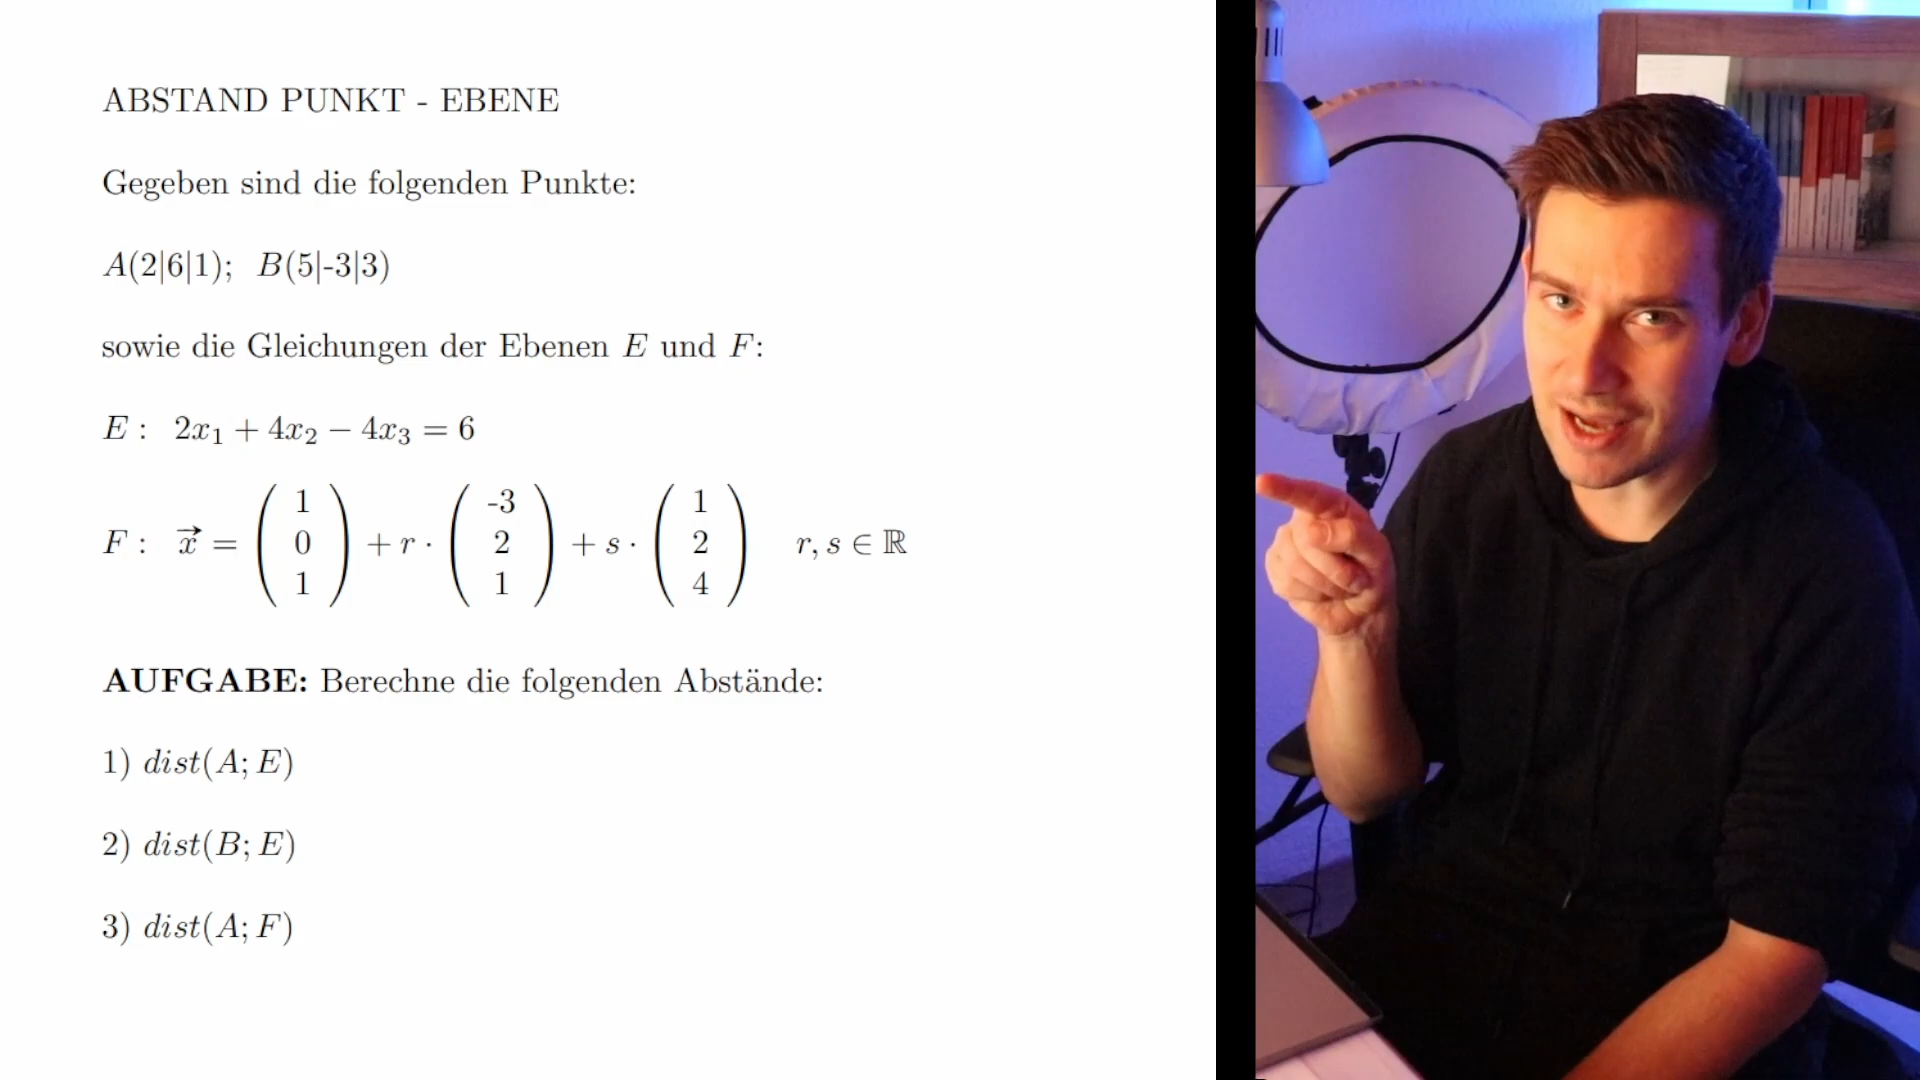 ABSTAND PUNKT - EBENE
Gegeben sind die folgenden Punkte:
A(2|6|1); B(5|-3|3)
sowie die Gleichungen der Ebenen E und F:
E : 2x₁ + 4x₂ − 4x₃ = 6
F : x⃗ = (1 0 1) + r · (-3 2 1) + s · (1 2 4) r, s ∈ ℝ
AUFGABE: Berechne die folgenden Abstände:
1) dist(A; E)
2) dist(B; E)
3) dist(A; F)